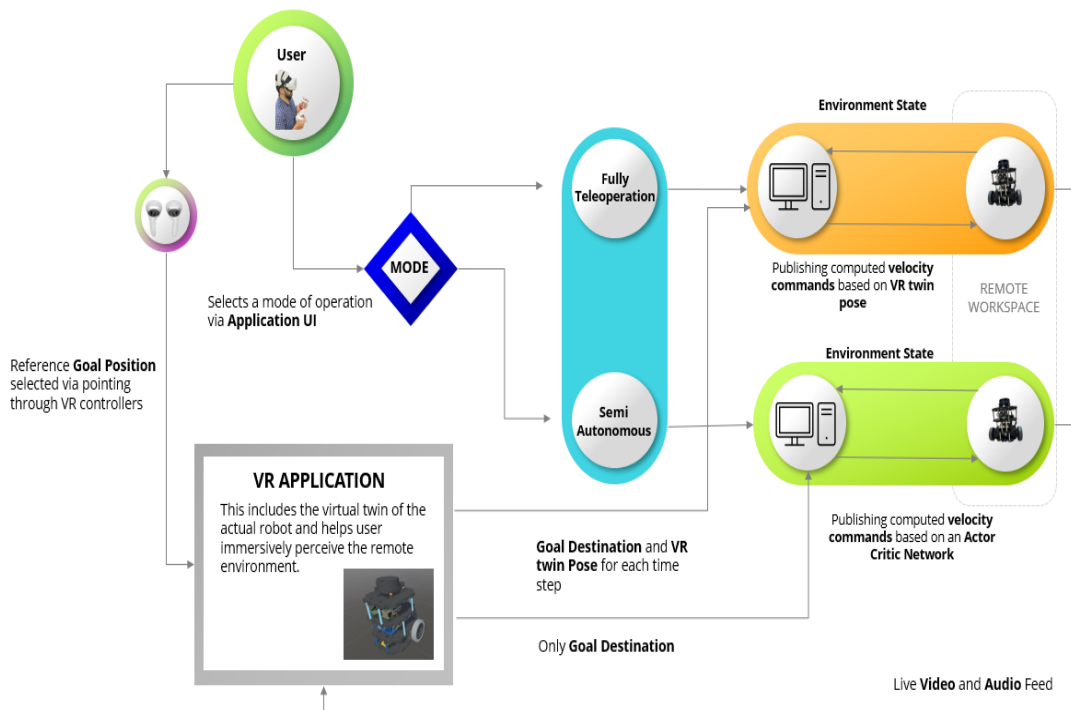 User
Environment State
Fully
Teleoperation
MODE
Publishing computed velocity
commands based on VR twin
pose
REMOTE
WORKSPACE
Selects a mode of operation
via Application UI
Reference Goal Position
selected via pointing
through VR controllers
Environment State
Semi
Autonomous
VR APPLICATION
This includes the virtual twin of the
actual robot and helps user
immersively perceive the remote
environment.
Publishing computed velocity
commands based on an Actor
Critic Network
Goal Destination and VR
twin Pose for each time
step
Only Goal Destination
Live Video and Audio Feed